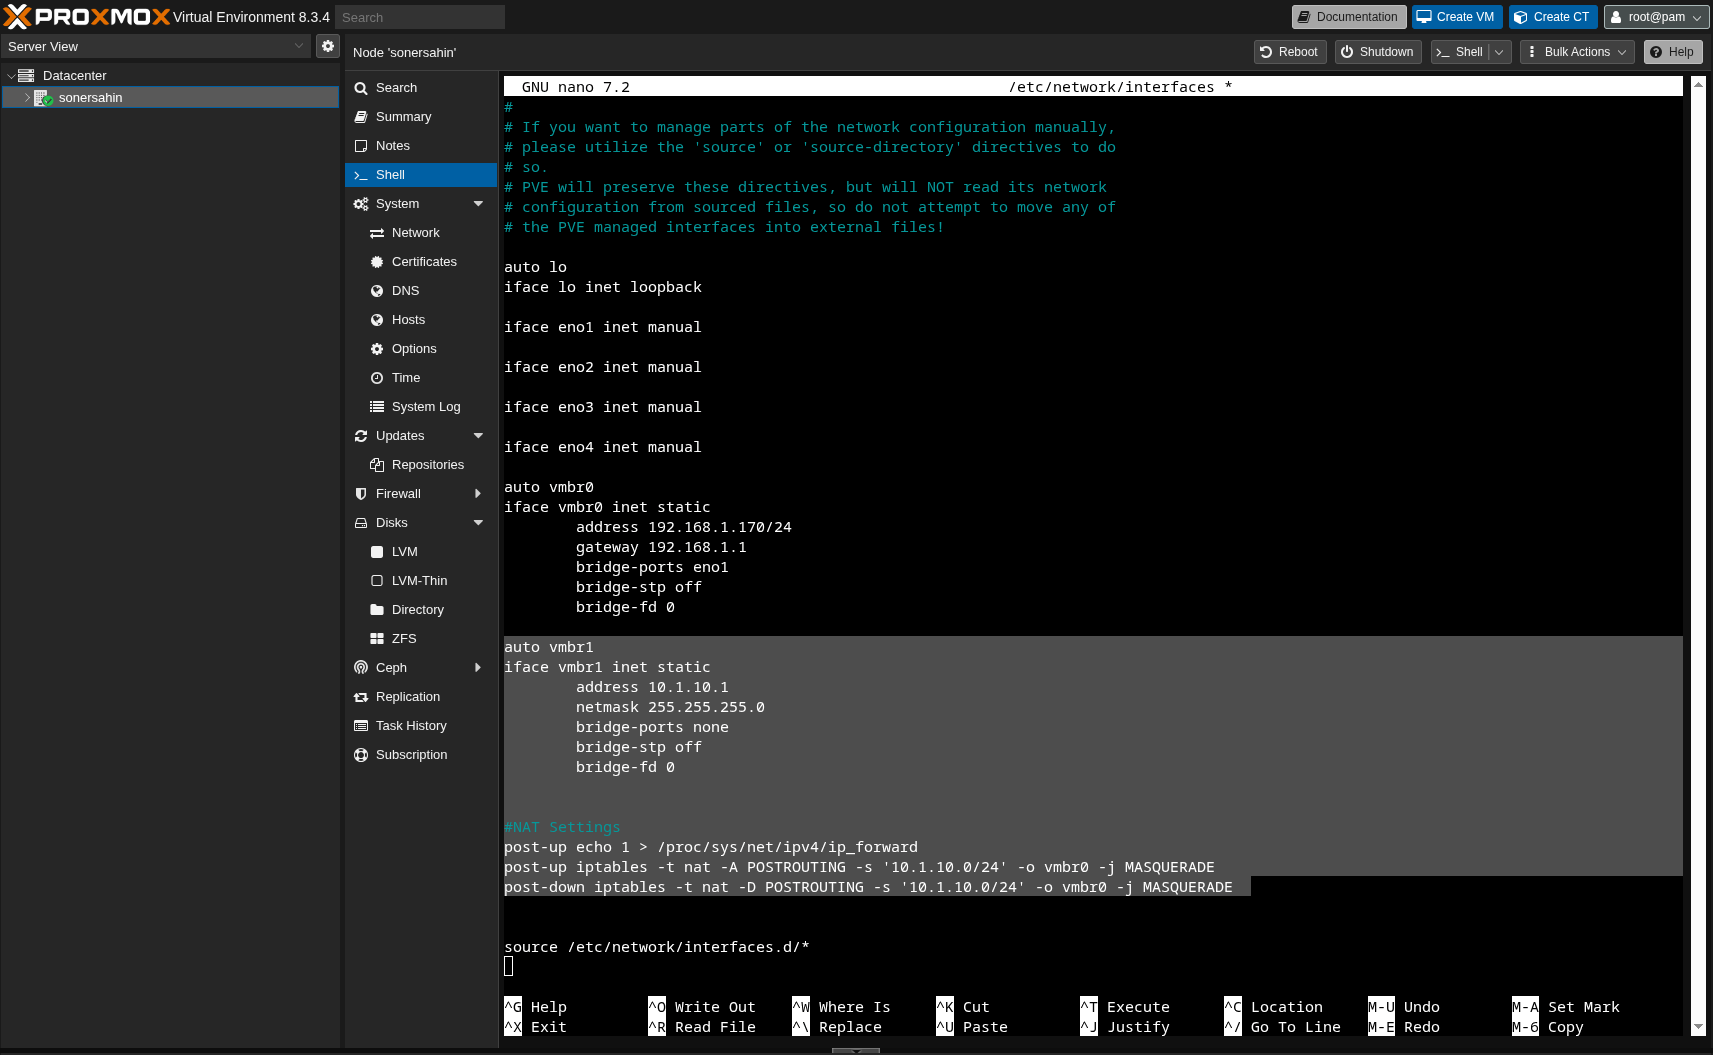 PROXMOX Virtual Environment 8.3.4 Search Documentation Create VM Create CT root@pam
Server View
Node 'sonersahin' Reboot Shutdown Shell Bulk Actions Help
Datacenter
sonersahin
Search
Summary
Notes
Shell
System
Network
Certificates
DNS
Hosts
Options
Time
System Log
Updates
Repositories
Firewall
Disks
LVM
LVM-Thin
Directory
ZFS
Ceph
Replication
Task History
Subscription
GNU nano 7.2 /etc/network/interfaces *
#
# If you want to manage parts of the network configuration manually,
# please utilize the 'source' or 'source-directory' directives to do
# so.
# PVE will preserve these directives, but will NOT read its network
# configuration from sourced files, so do not attempt to move any of
# the PVE managed interfaces into external files!
auto lo
iface lo inet loopback
iface eno1 inet manual
iface eno2 inet manual
iface eno3 inet manual
iface eno4 inet manual
auto vmbr0
iface vmbr0 inet static
address 192.168.1.170/24
gateway 192.168.1.1
bridge-ports eno1
bridge-stp off
bridge-fd 0
auto vmbr1
iface vmbr1 inet static
address 10.1.10.1
netmask 255.255.255.0
bridge-ports none
bridge-stp off
bridge-fd 0
#NAT Settings
post-up echo 1 > /proc/sys/net/ipv4/ip_forward
post-up iptables -t nat -A POSTROUTING -s '10.1.10.0/24' -o vmbr0 -j MASQUERADE
post-down iptables -t nat -D POSTROUTING -s '10.1.10.0/24' -o vmbr0 -j MASQUERADE
source /etc/network/interfaces.d/*
^G Help ^O Write Out ^W Where Is ^K Cut ^T Execute ^C Location M-U Undo M-A Set Mark
^X Exit ^R Read File ^\ Replace ^U Paste ^J Justify ^/ Go To Line M-E Redo M-6 Copy